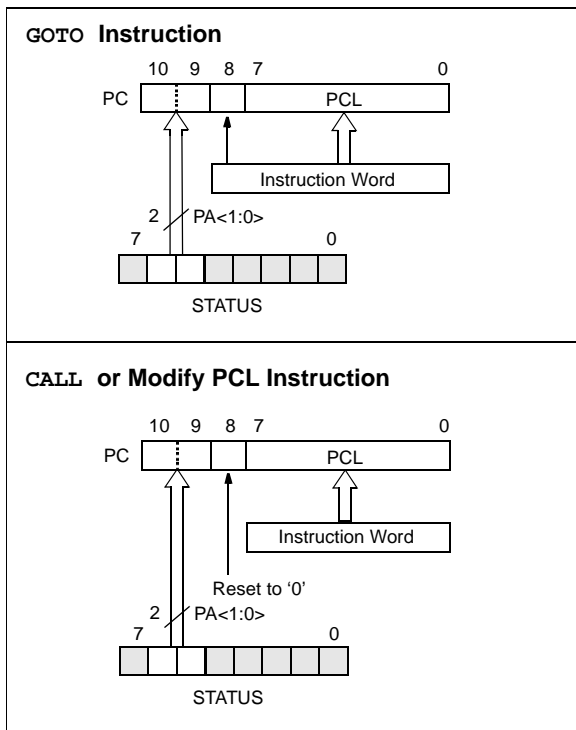 GOTO Instruction
10 9 8 7 0
PC PCL
Instruction Word
2 PA<1:0>
7 0
STATUS
CALL or Modify PCL Instruction
10 9 8 7 0
PC PCL
Instruction Word
Reset to ‘0’
2 PA<1:0>
7 0
STATUS